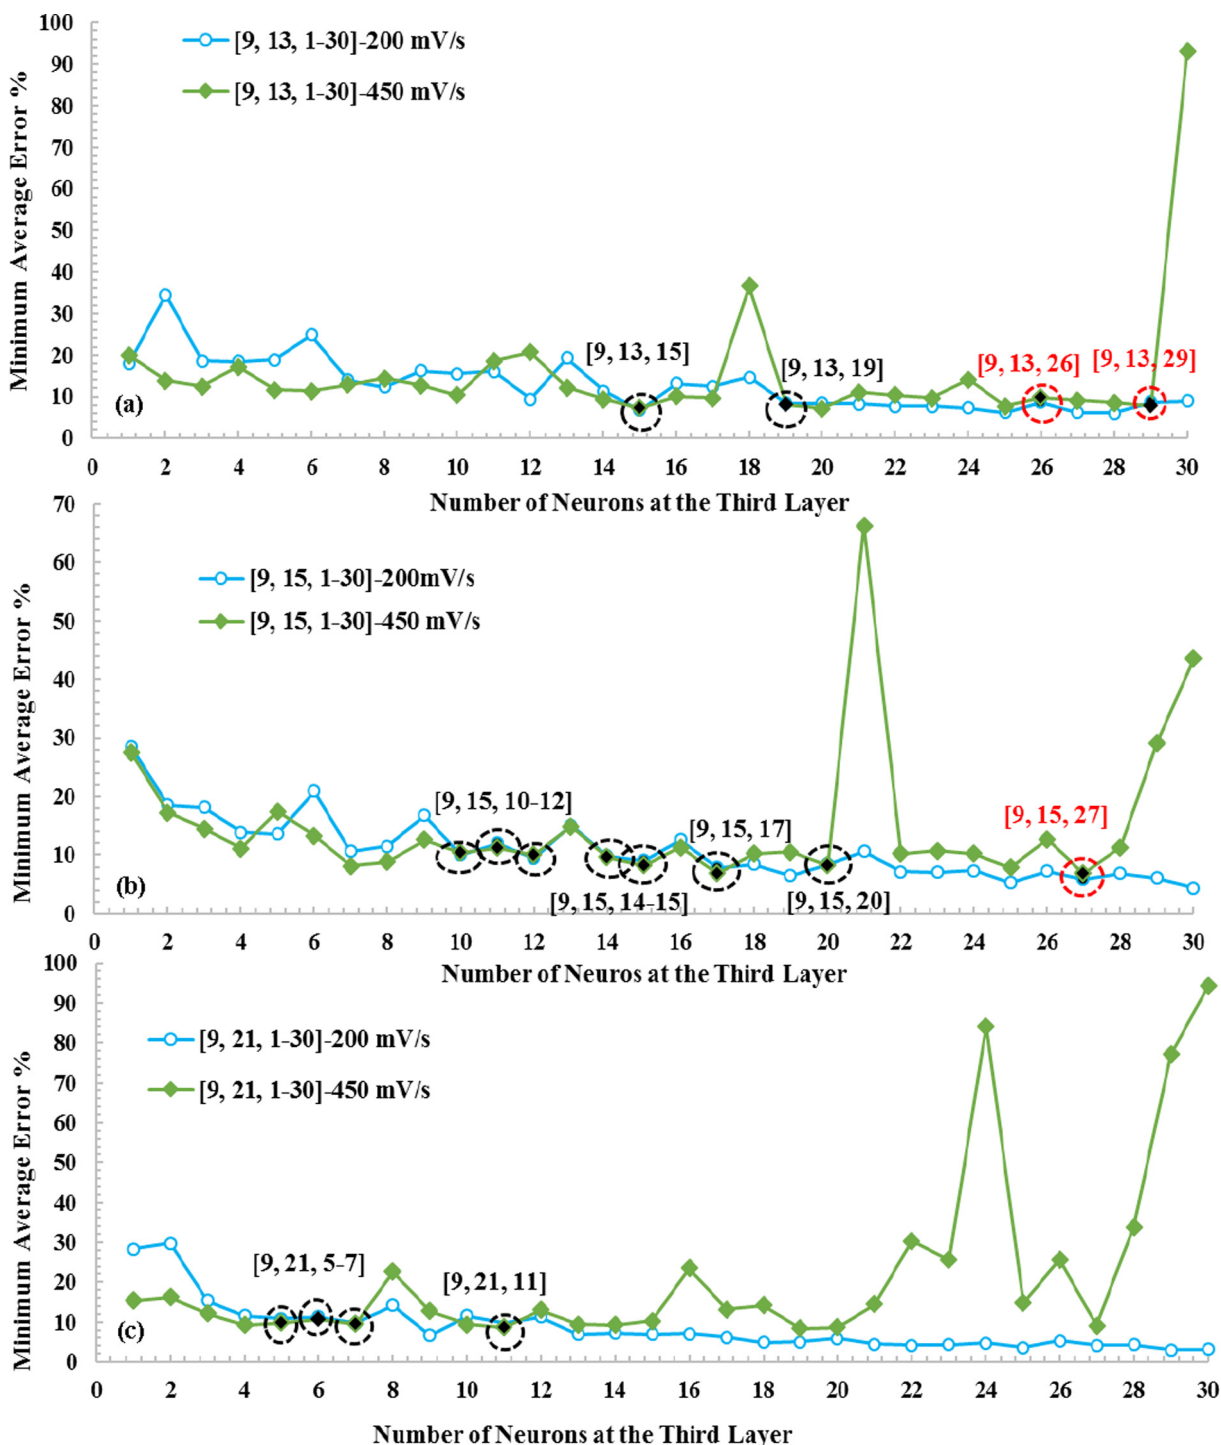 100
90
80
70
60
50
40
30
20
10
0
Minimum Average Error %
[9, 13, 1-30]-200 mV/s
[9, 13, 1-30]-450 mV/s
[9, 13, 15]
[9, 13, 19]
[9, 13, 26]
[9, 13, 29]
(a)
0 2 4 6 8 10 12 14 16 18 20 22 24 26 28 30
Number of Neurons at the Third Layer
70
60
50
40
30
20
10
0
Minimum Average Error %
[9, 15, 1-30]-200mV/s
[9, 15, 1-30]-450 mV/s
[9, 15, 10-12]
[9, 15, 17]
[9, 15, 27]
[9, 15, 14-15]
[9, 15, 20]
(b)
0 2 4 6 8 10 12 14 16 18 20 22 24 26 28 30
Number of Neuros at the Third Layer
100
90
80
70
60
50
40
30
20
10
0
Minimum Average Error %
[9, 21, 1-30]-200 mV/s
[9, 21, 1-30]-450 mV/s
[9, 21, 5-7]
[9, 21, 11]
(c)
0 2 4 6 8 10 12 14 16 18 20 22 24 26 28 30
Number of Neurons at the Third Layer